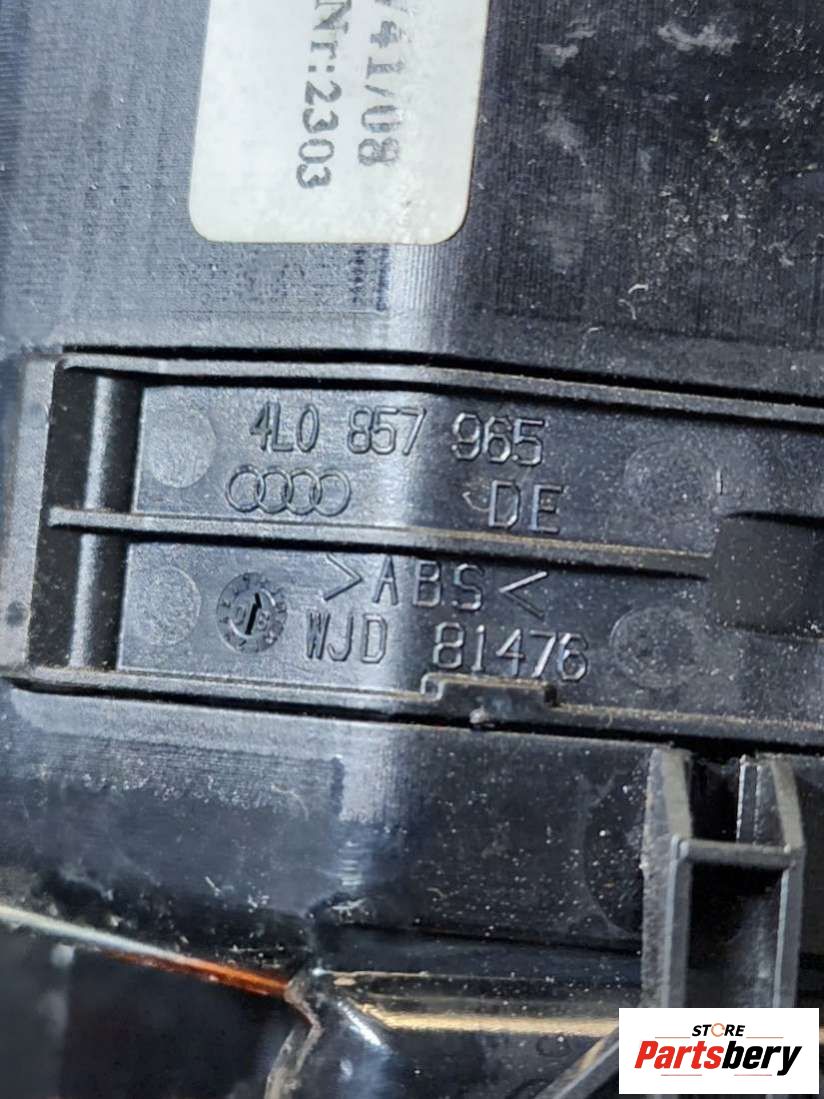 41/08
Nr:2303
4L0 857 965
DE
>ABS<
WJD 81476
STORE
Partsbery